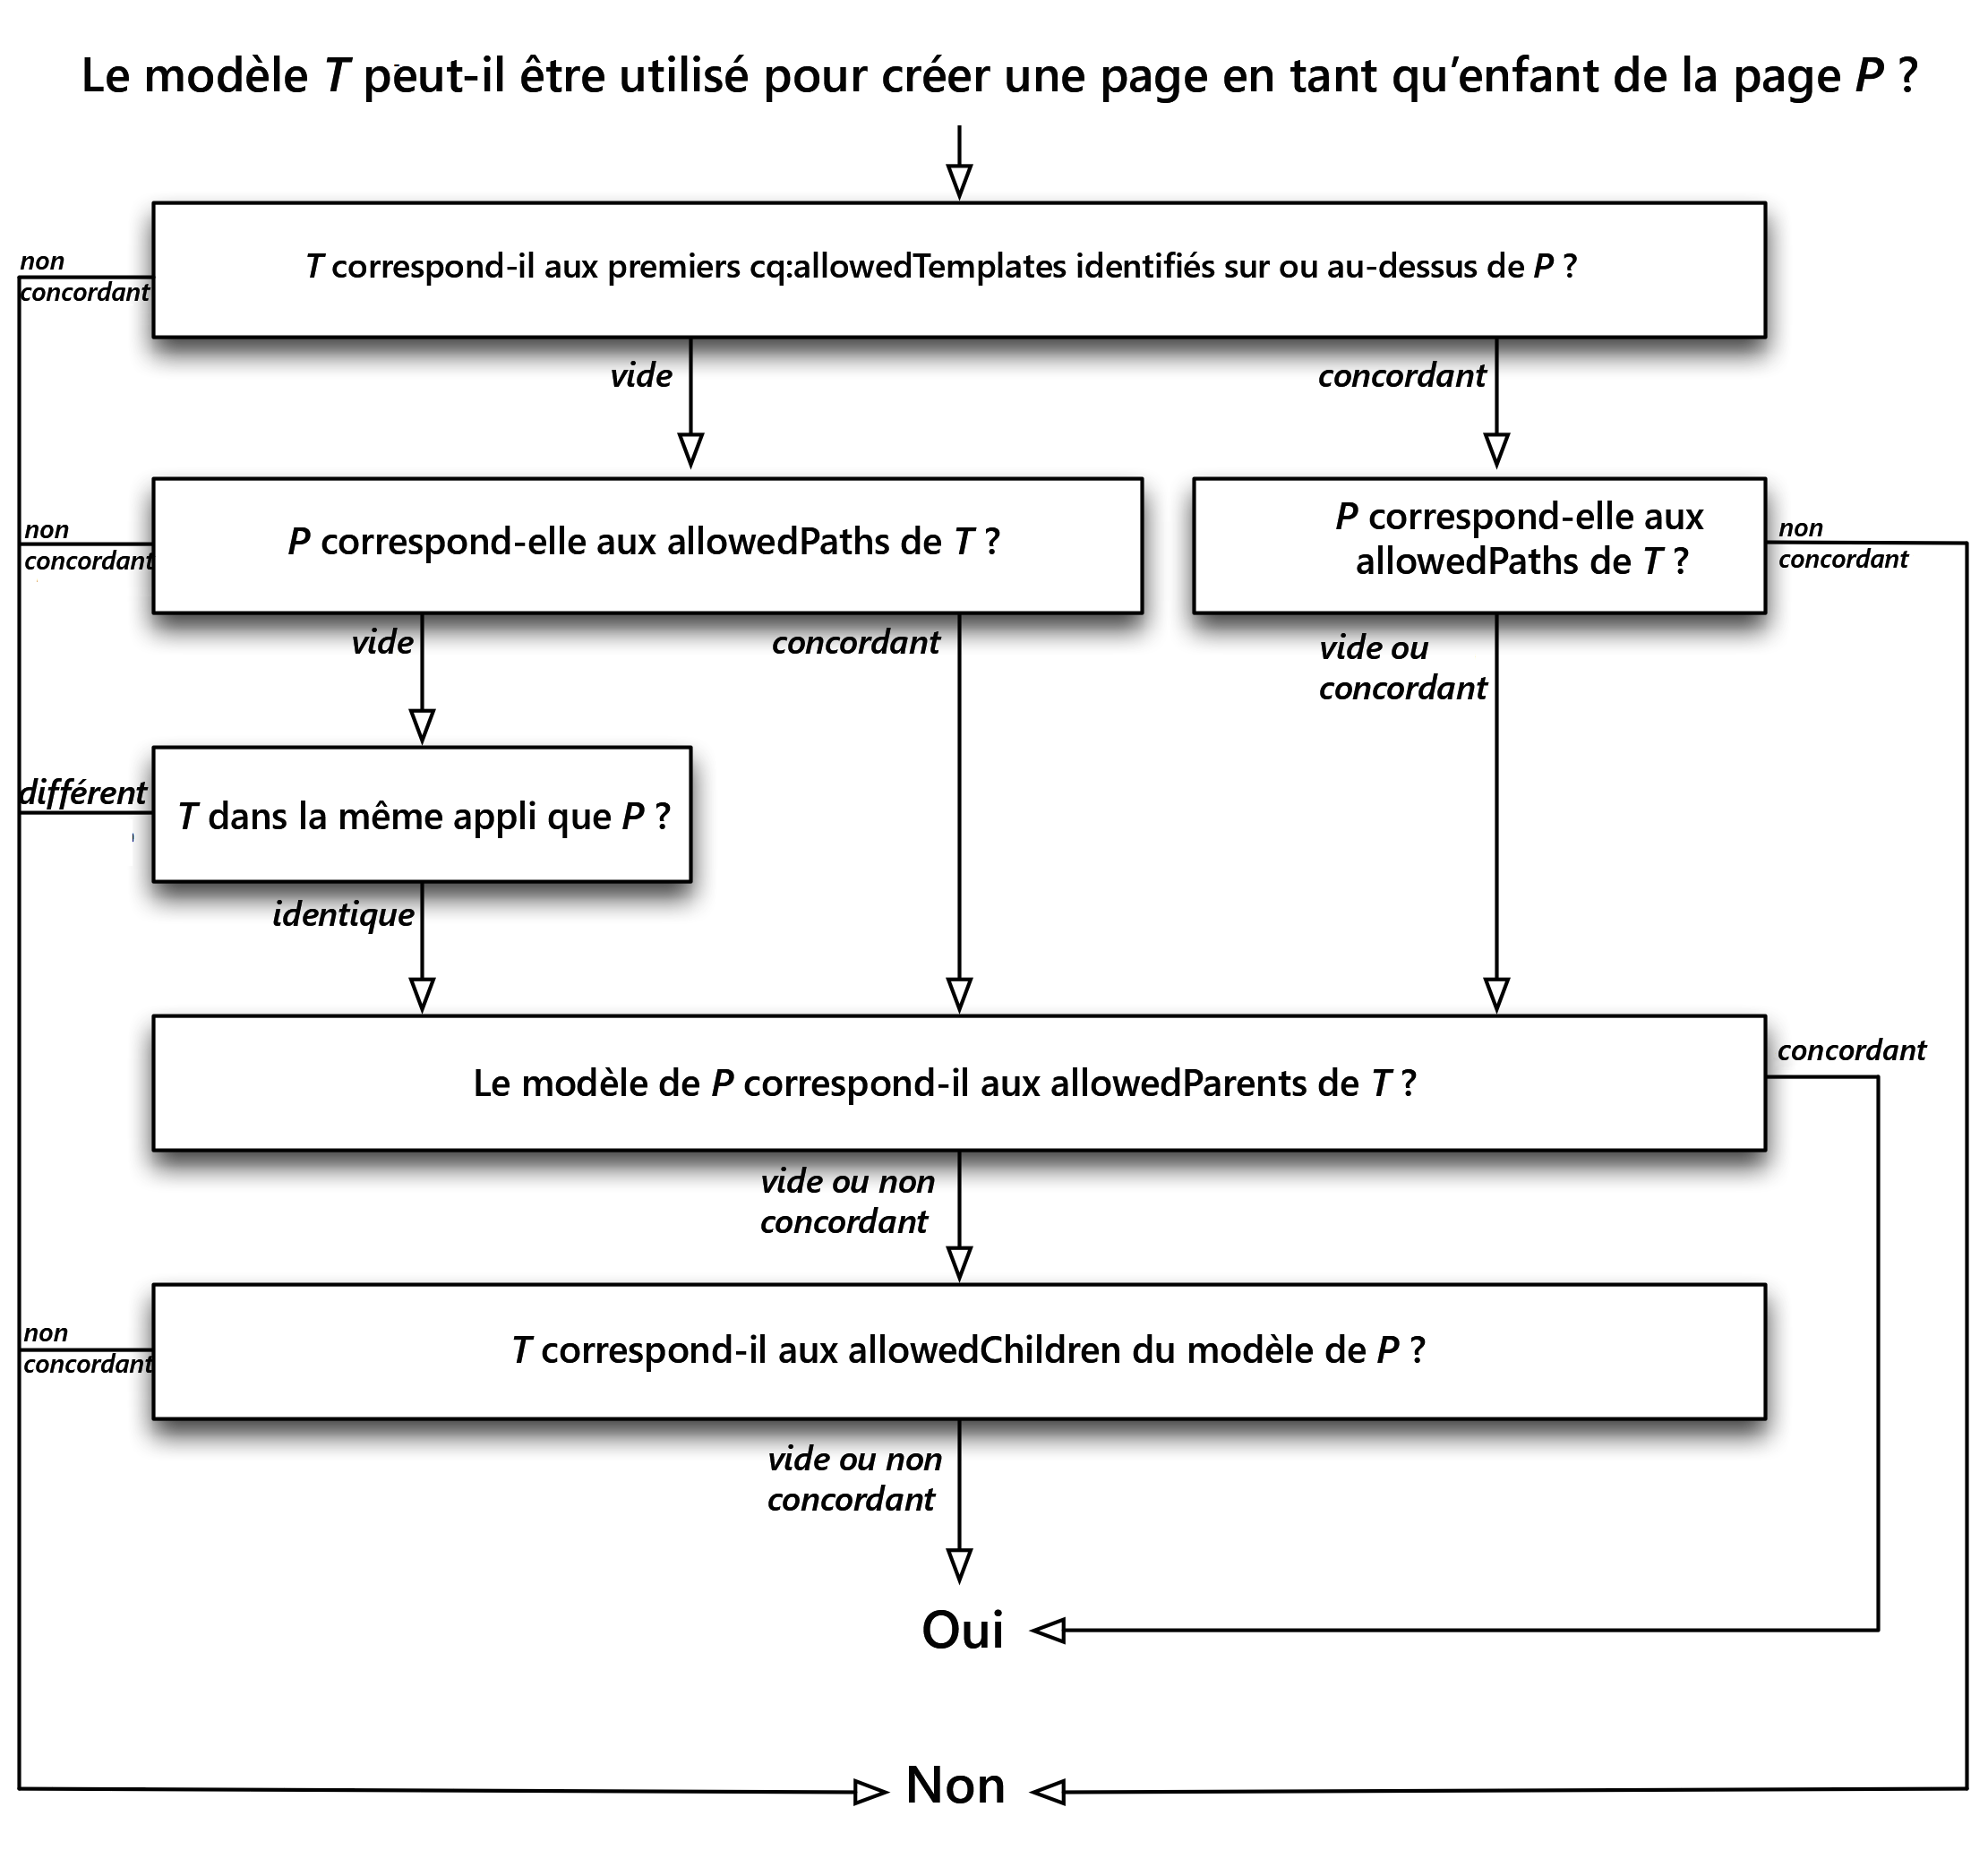 Le modèle T peut-il être utilisé pour créer une page en tant qu’enfant de la page P ?
non
concordant
T correspond-il aux premiers cq:allowedTemplates identifiés sur ou au-dessus de P ?
vide
concordant
non
concordant
P correspond-elle aux allowedPaths de T ?
P correspond-elle aux
allowedPaths de T ?
non
concordant
vide
concordant
vide ou
concordant
différent
T dans la même appli que P ?
identique
Le modèle de P correspond-il aux allowedParents de T ?
concordant
vide ou non
concordant
non
concordant
T correspond-il aux allowedChildren du modèle de P ?
vide ou non
concordant
Oui
Non